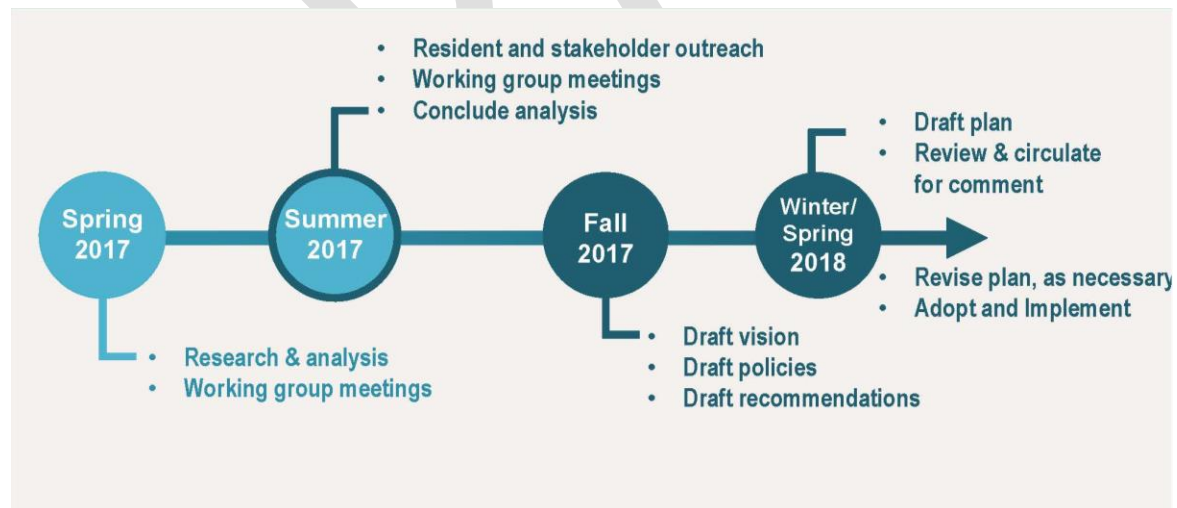 • Resident and stakeholder outreach
• Working group meetings
• Conclude analysis
• Draft plan
• Review & circulate
for comment
Spring
2017
Summer
2017
Fall
2017
Winter/
Spring
2018
• Revise plan, as necessary
• Adopt and Implement
• Research & analysis
• Working group meetings
• Draft vision
• Draft policies
• Draft recommendations